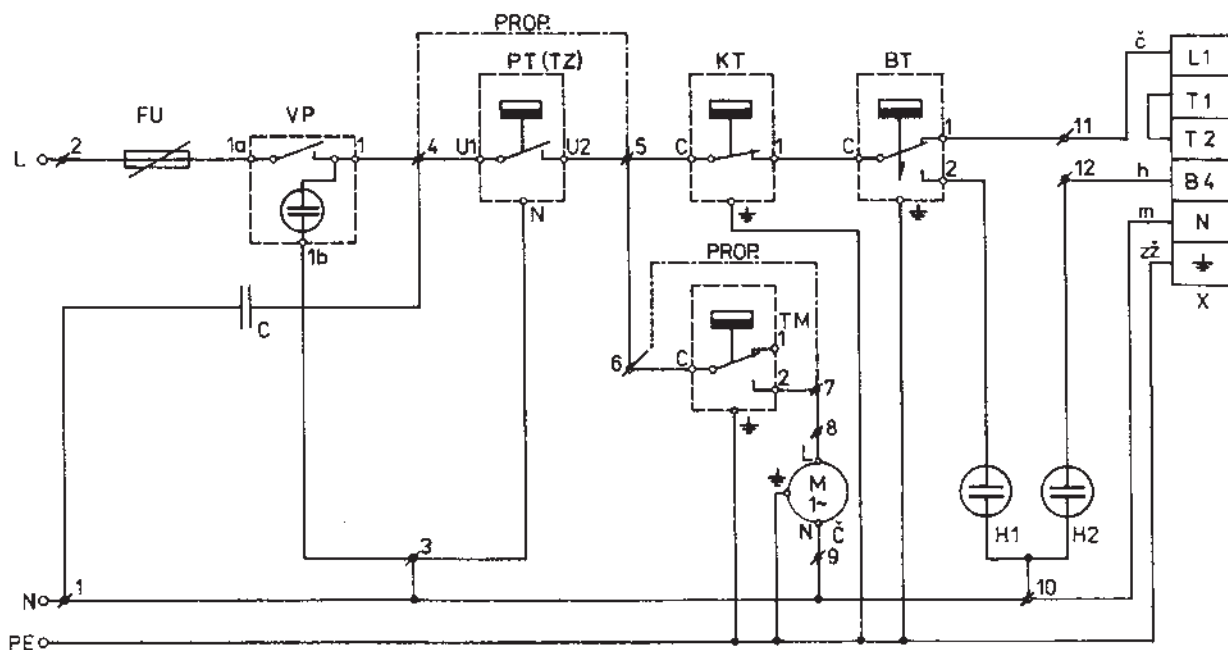 PROP.
PT (TZ)
KT
BT
č
L1
T1
T2
FU
VP
L
2
1a
1
4
U1
U2
5
C
1
C
1
2
11
12
h
B4
N
m
N
1b
zž
X
PROP.
C
TM
1
6
C
2
7
8
L
M
1~
N
Č
9
H1
H2
3
N
1
10
PE